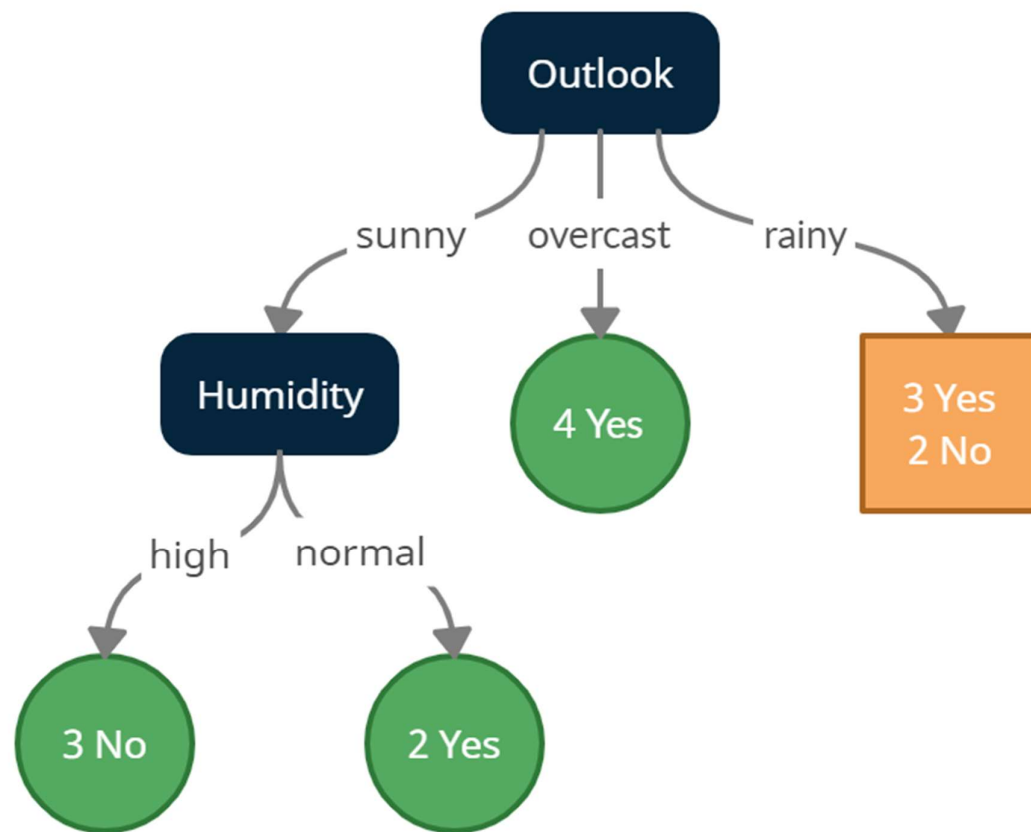 Outlook
sunny
overcast
rainy
Humidity
4 Yes
3 Yes
2 No
high
normal
3 No
2 Yes